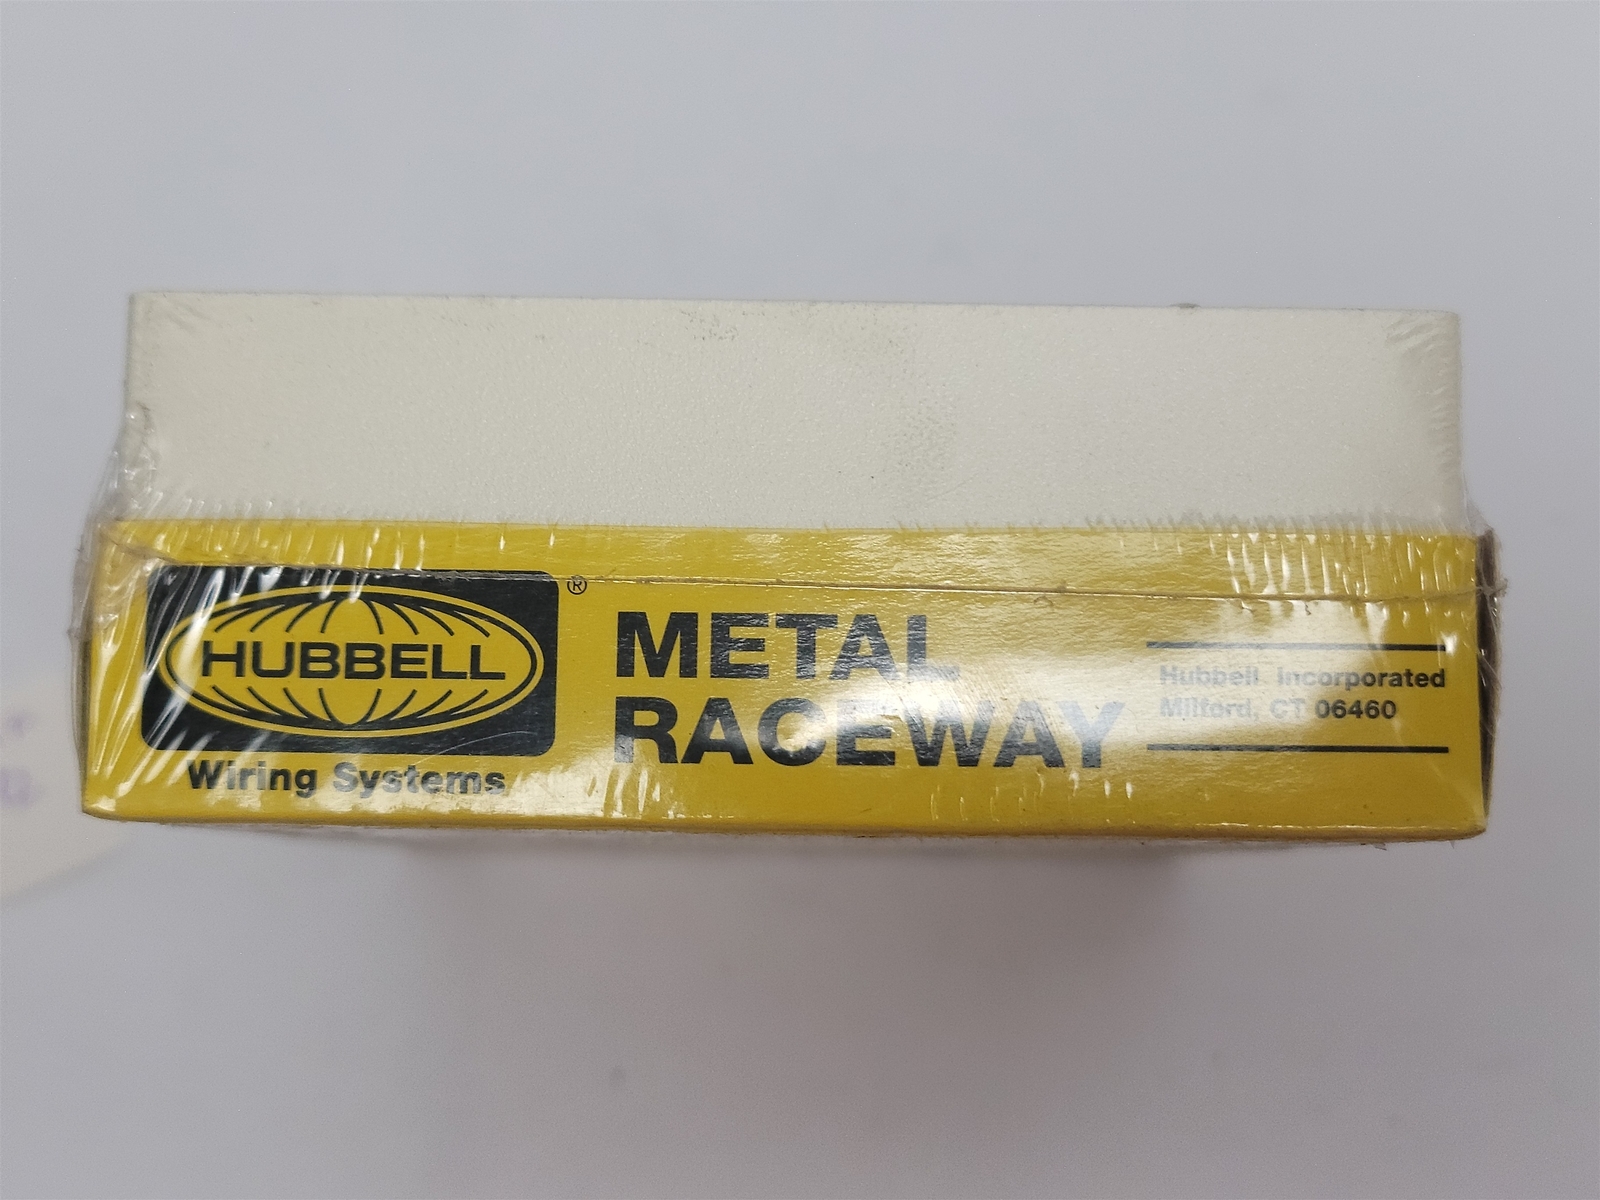 HUBBELL
®
Wiring Systems
METAL
RACEWAY
Hubbell Incorporated
Milford, CT 06460